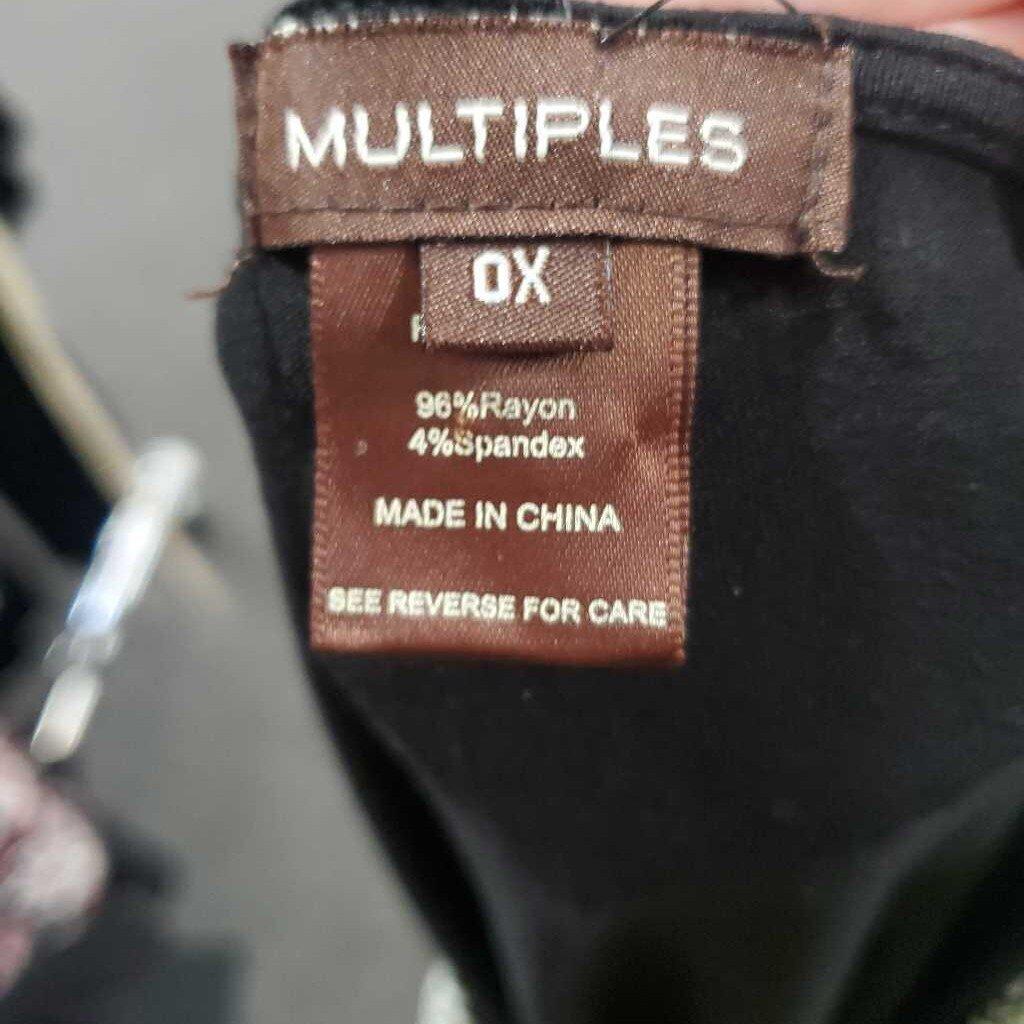 MULTIPLES
0X
96%Rayon
4%Spandex
MADE IN CHINA
SEE REVERSE FOR CARE